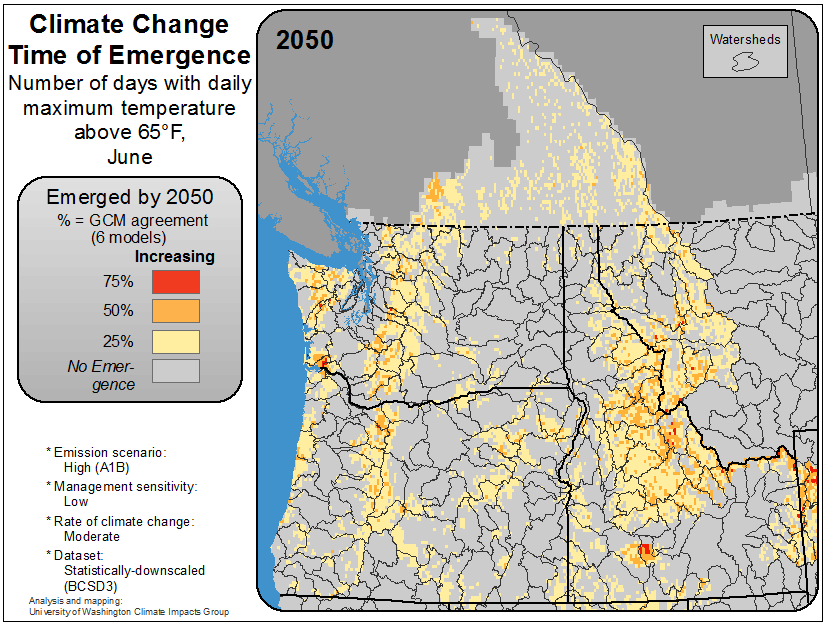 Climate Change
Time of Emergence
Number of days with daily
maximum temperature
above 65°F,
June
Emerged by 2050
% = GCM agreement
(6 models)
Increasing
75%
50%
25%
No Emer-
gence
* Emission scenario:
High (A1B)
* Management sensitivity:
Low
* Rate of climate change:
Moderate
* Dataset:
Statistically-downscaled
(BCSD3)
Analysis and mapping:
University of Washington Climate Impacts Group
2050
Watersheds